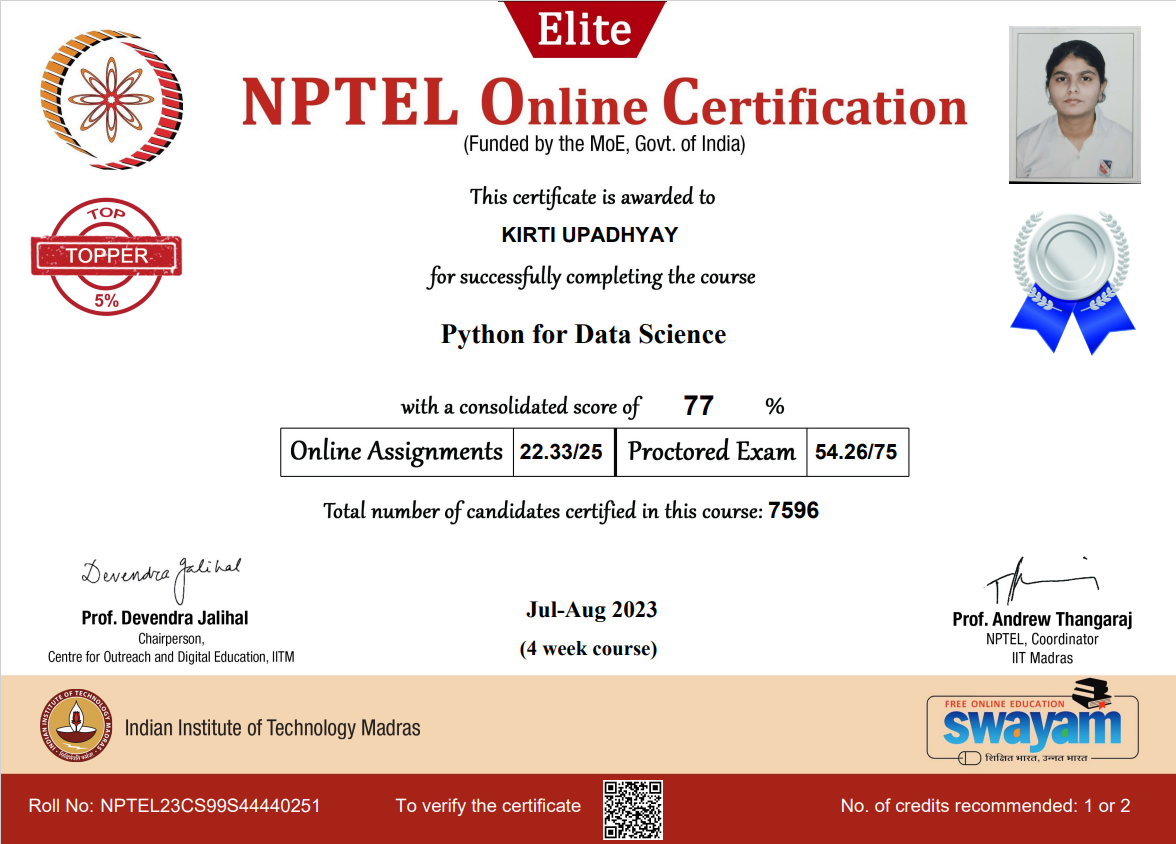 Elite
NPTEL Online Certification
(Funded by the MoE, Govt. of India)
This certificate is awarded to
KIRTI UPADHYAY
for successfully completing the course
TOP
TOPPER
5%
Python for Data Science
with a consolidated score of 77 %
Online Assignments 22.33/25 Proctored Exam 54.26/75
Total number of candidates certified in this course: 7596
Devendra Jalihal
Prof. Devendra Jalihal
Chairperson,
Centre for Outreach and Digital Education, IITM
Jul-Aug 2023
(4 week course)
Prof. Andrew Thangaraj
NPTEL, Coordinator
IIT Madras
INDIAN INSTITUTE OF TECHNOLOGY MADRAS
Indian Institute of Technology Madras
FREE ONLINE EDUCATION
swayam
शिक्षित भारत, उन्नत भारत
Roll No: NPTEL23CS99S44440251
To verify the certificate
No. of credits recommended: 1 or 2